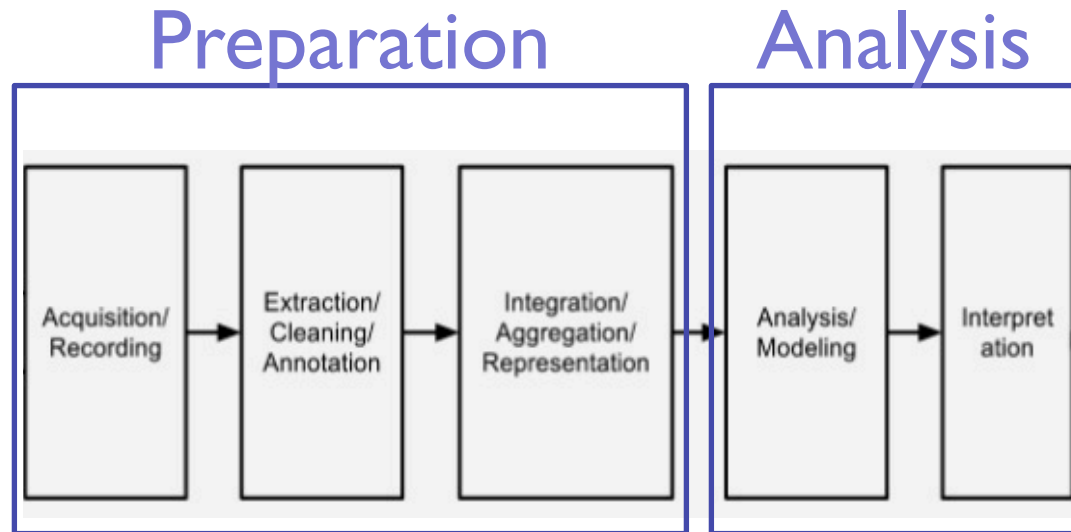 Preparation
Analysis
Acquisition/
Recording
Extraction/
Cleaning/
Annotation
Integration/
Aggregation/
Representation
Analysis/
Modeling
Interpret
ation